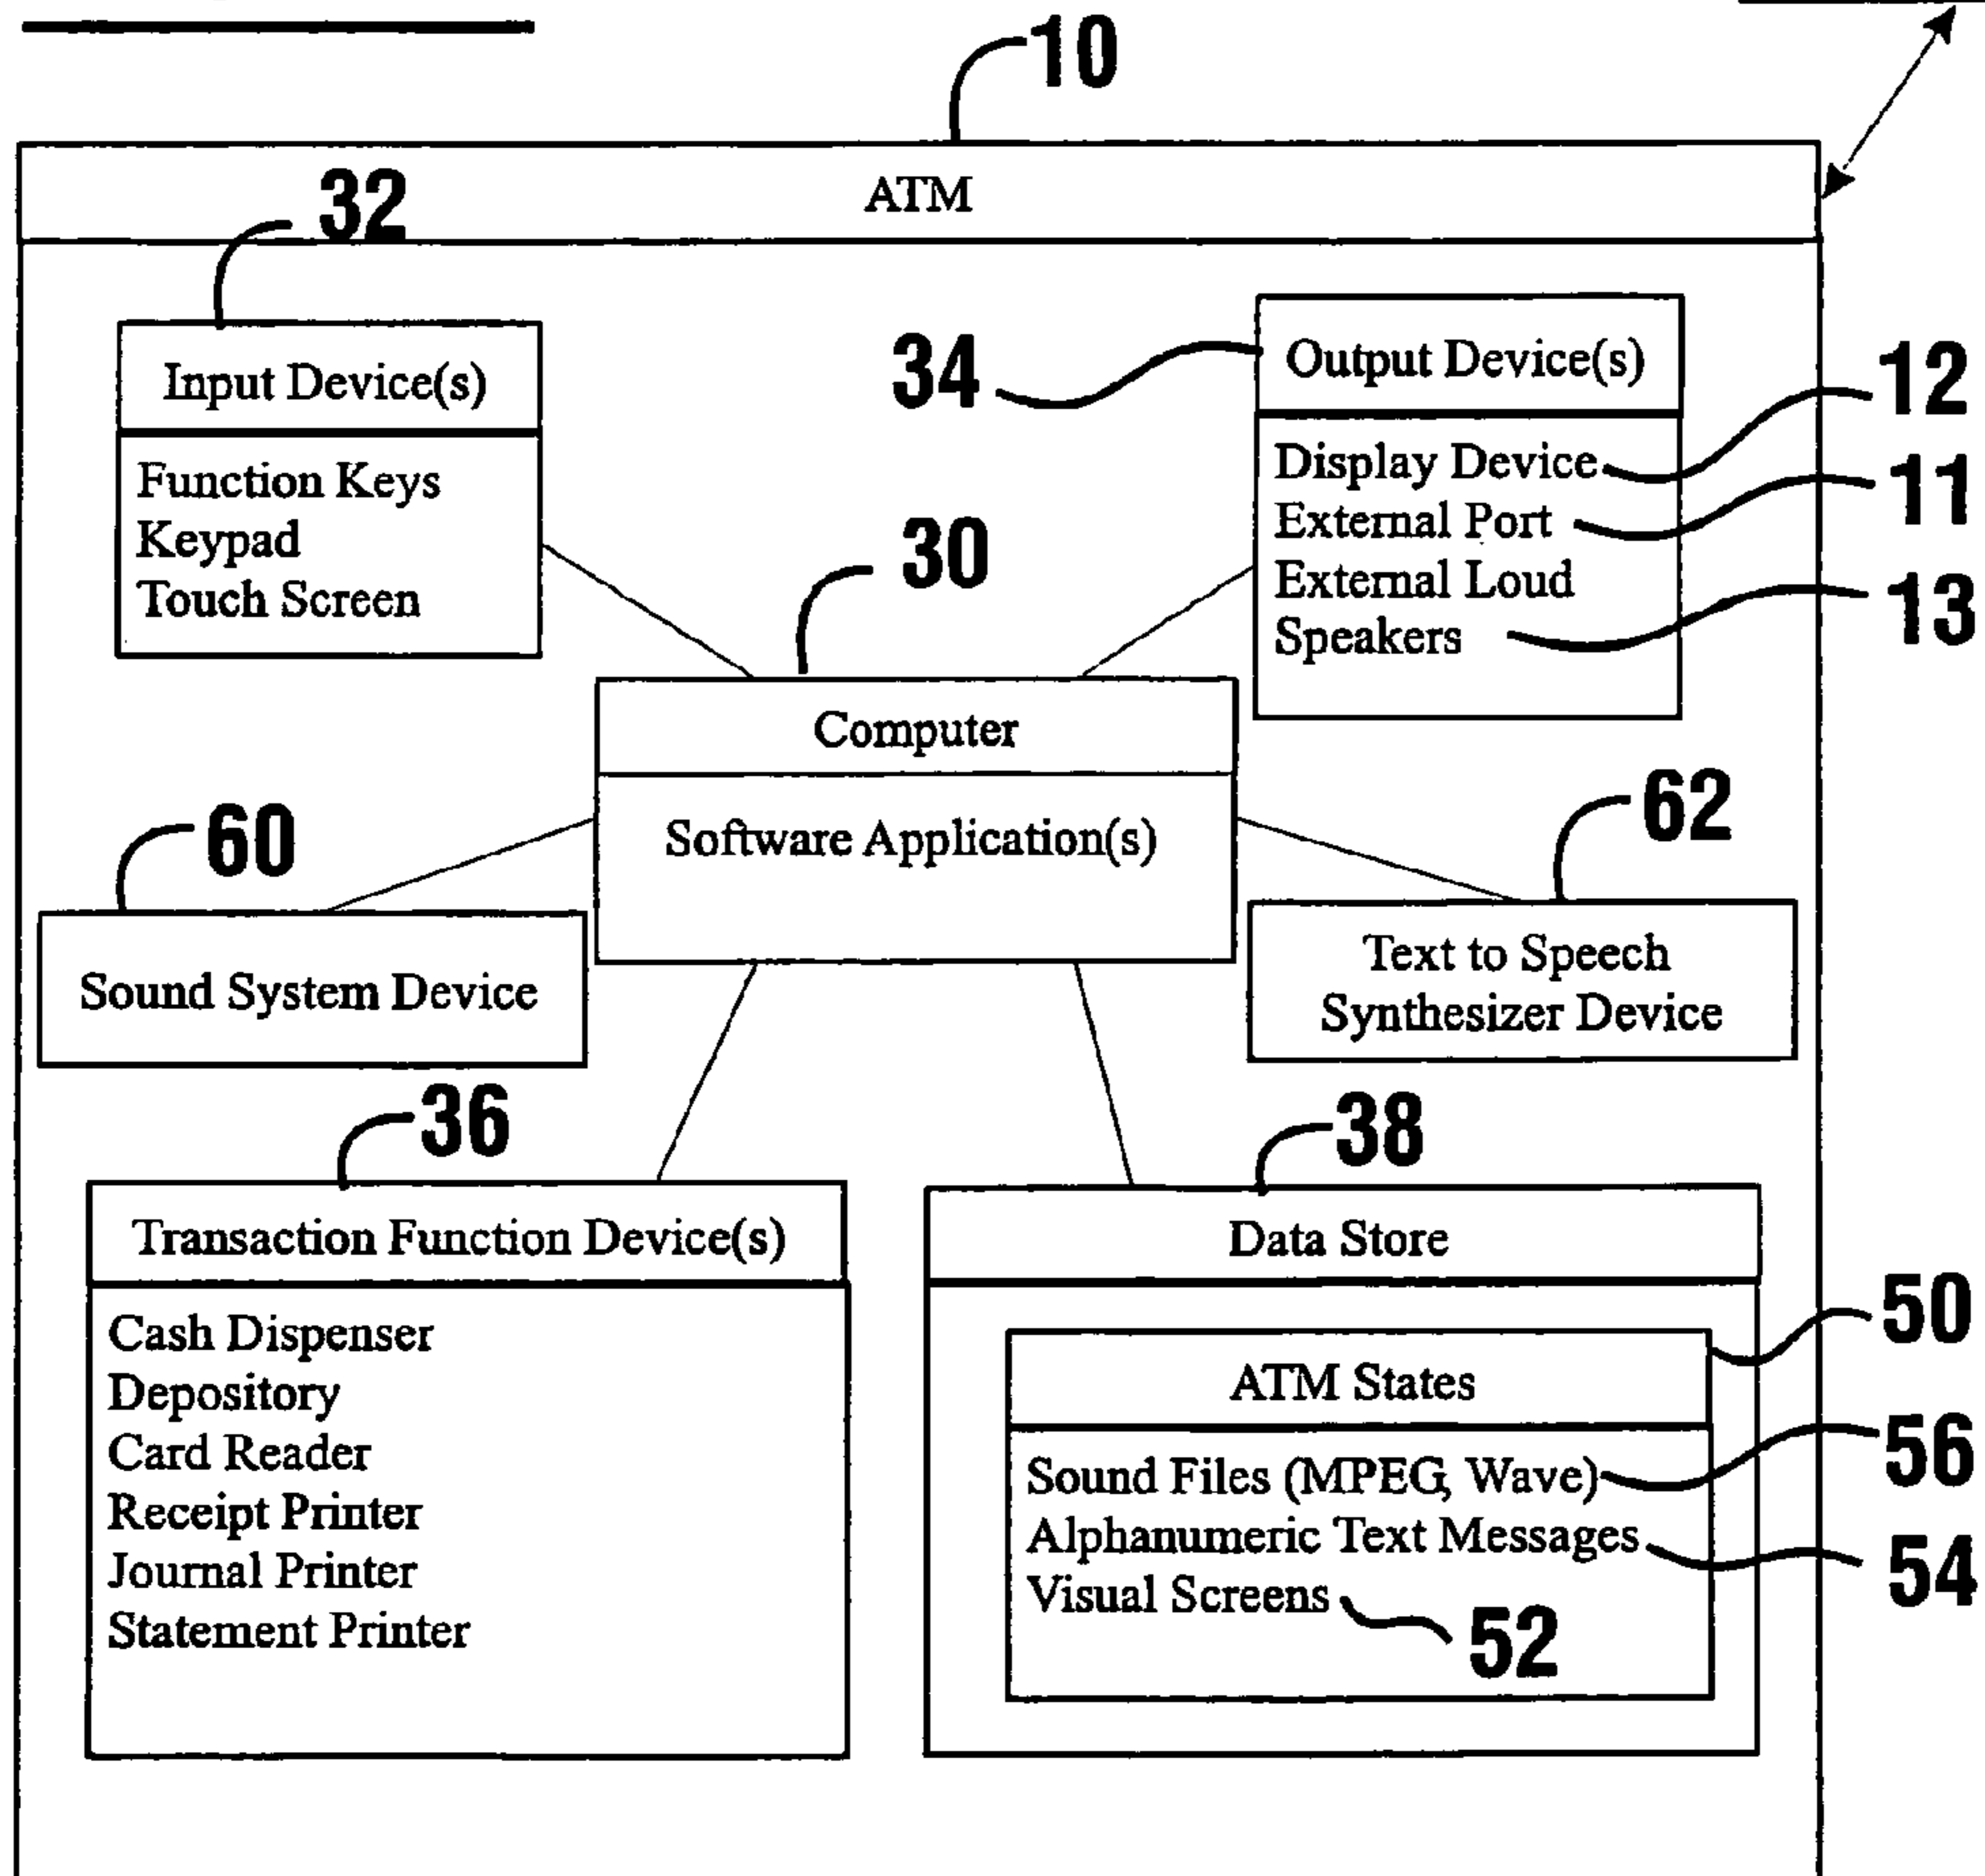 10
ATM
32
Input Device(s)
Function Keys
Keypad
Touch Screen
34
Output Device(s)
Display Device
External Port
External Loud
Speakers
12
11
13
30
Computer
Software Application(s)
60
Sound System Device
62
Text to Speech
Synthesizer Device
36
Transaction Function Device(s)
Cash Dispenser
Depository
Card Reader
Receipt Printer
Journal Printer
Statement Printer
38
Data Store
50
ATM States
Sound Files (MPEG, Wave)
Alphanumeric Text Messages
Visual Screens
56
54
52